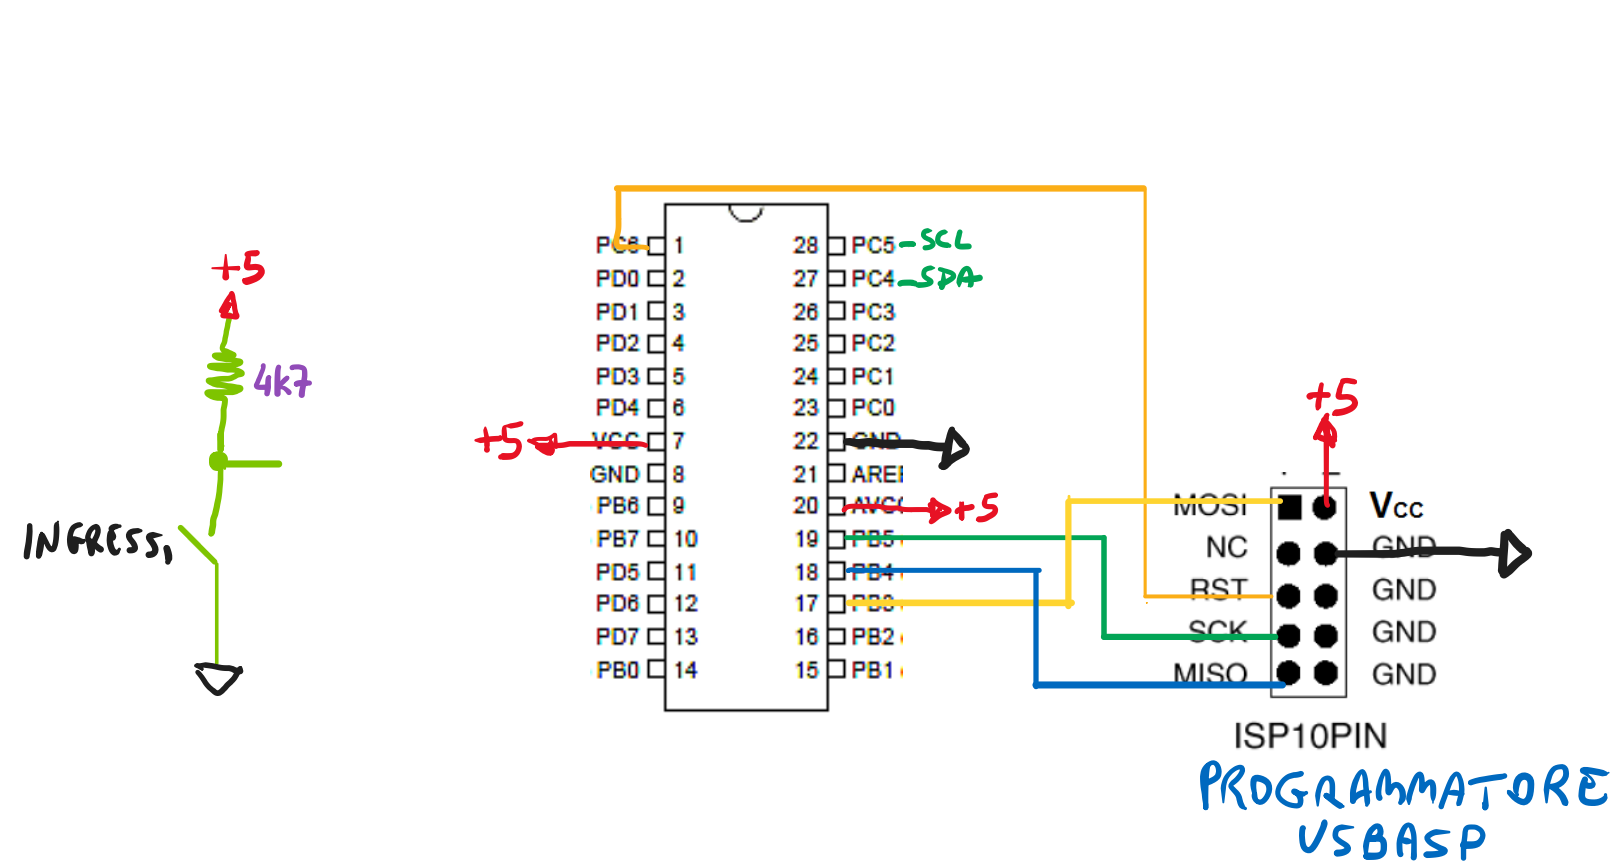 +5
4k7
INGRESSI
PC6 1 28 PC5 -SCL
PD0 2 27 PC4 -SDA
PD1 3 26 PC3
PD2 4 25 PC2
PD3 5 24 PC1
PD4 6 23 PC0
+5 VCC 7 22 GND
GND 8 21 AREF
PB6 9 20 AVCC +5
PB7 10 19 PB5
PD5 11 18 PB4
PD6 12 17 PB3
PD7 13 16 PB2
PB0 14 15 PB1
+5
MOSI Vcc
NC GND
RST GND
SCK GND
MISO GND
ISP10PIN
PROGRAMMATORE
USBASP